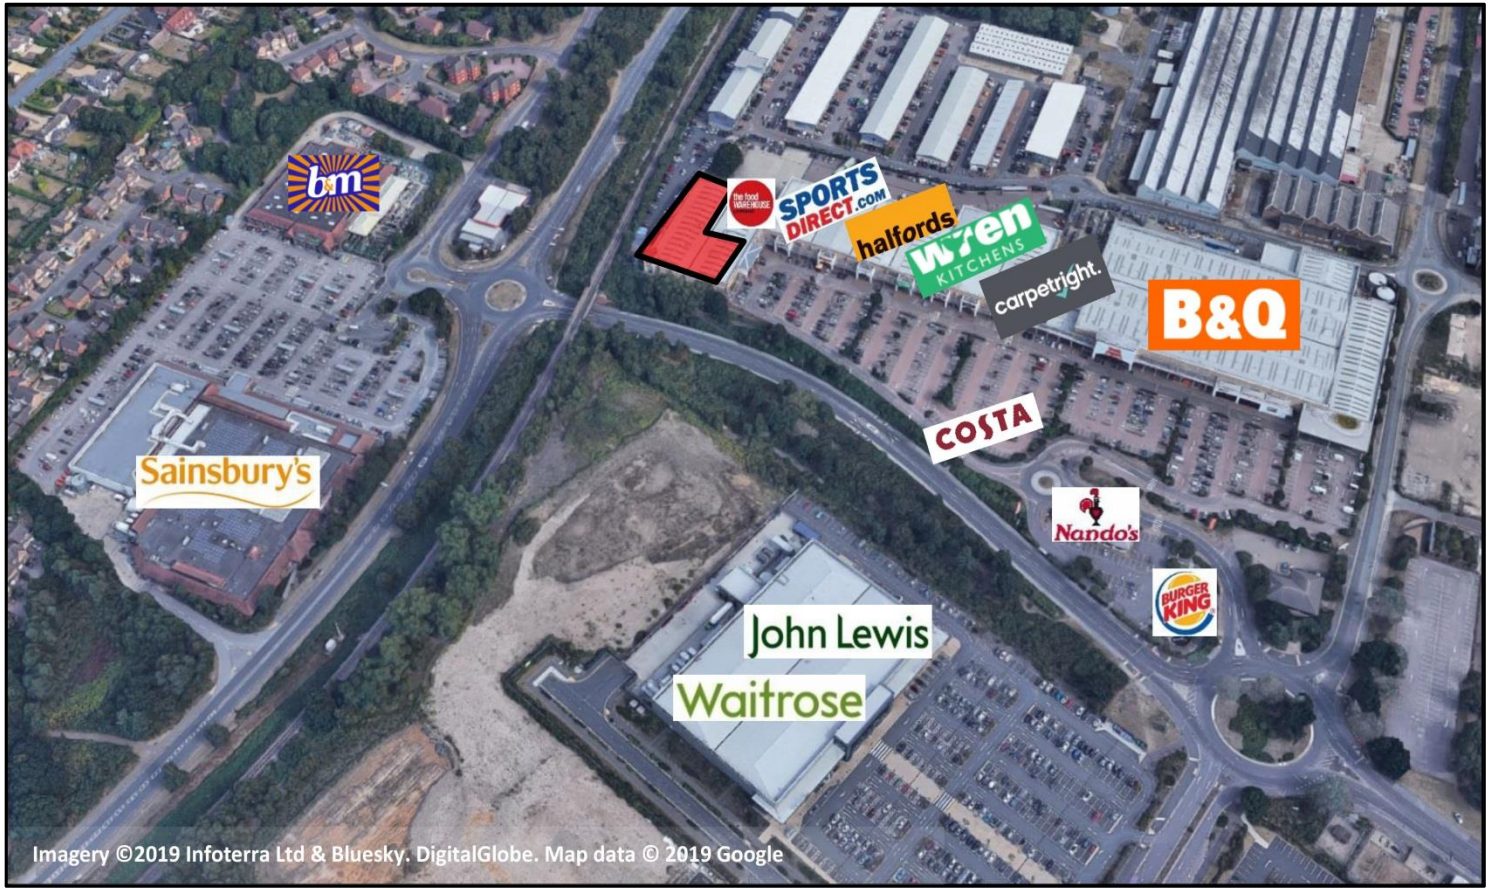 b&m
the food
WAREHOUSE
SPORTS
DIRECT.COM
halfords
wren
KITCHENS
carpetright.
B&Q
COSTA
Sainsbury's
Nando's
BURGER
KING
John Lewis
Waitrose
Imagery ©2019 Infoterra Ltd & Bluesky. DigitalGlobe. Map data © 2019 Google